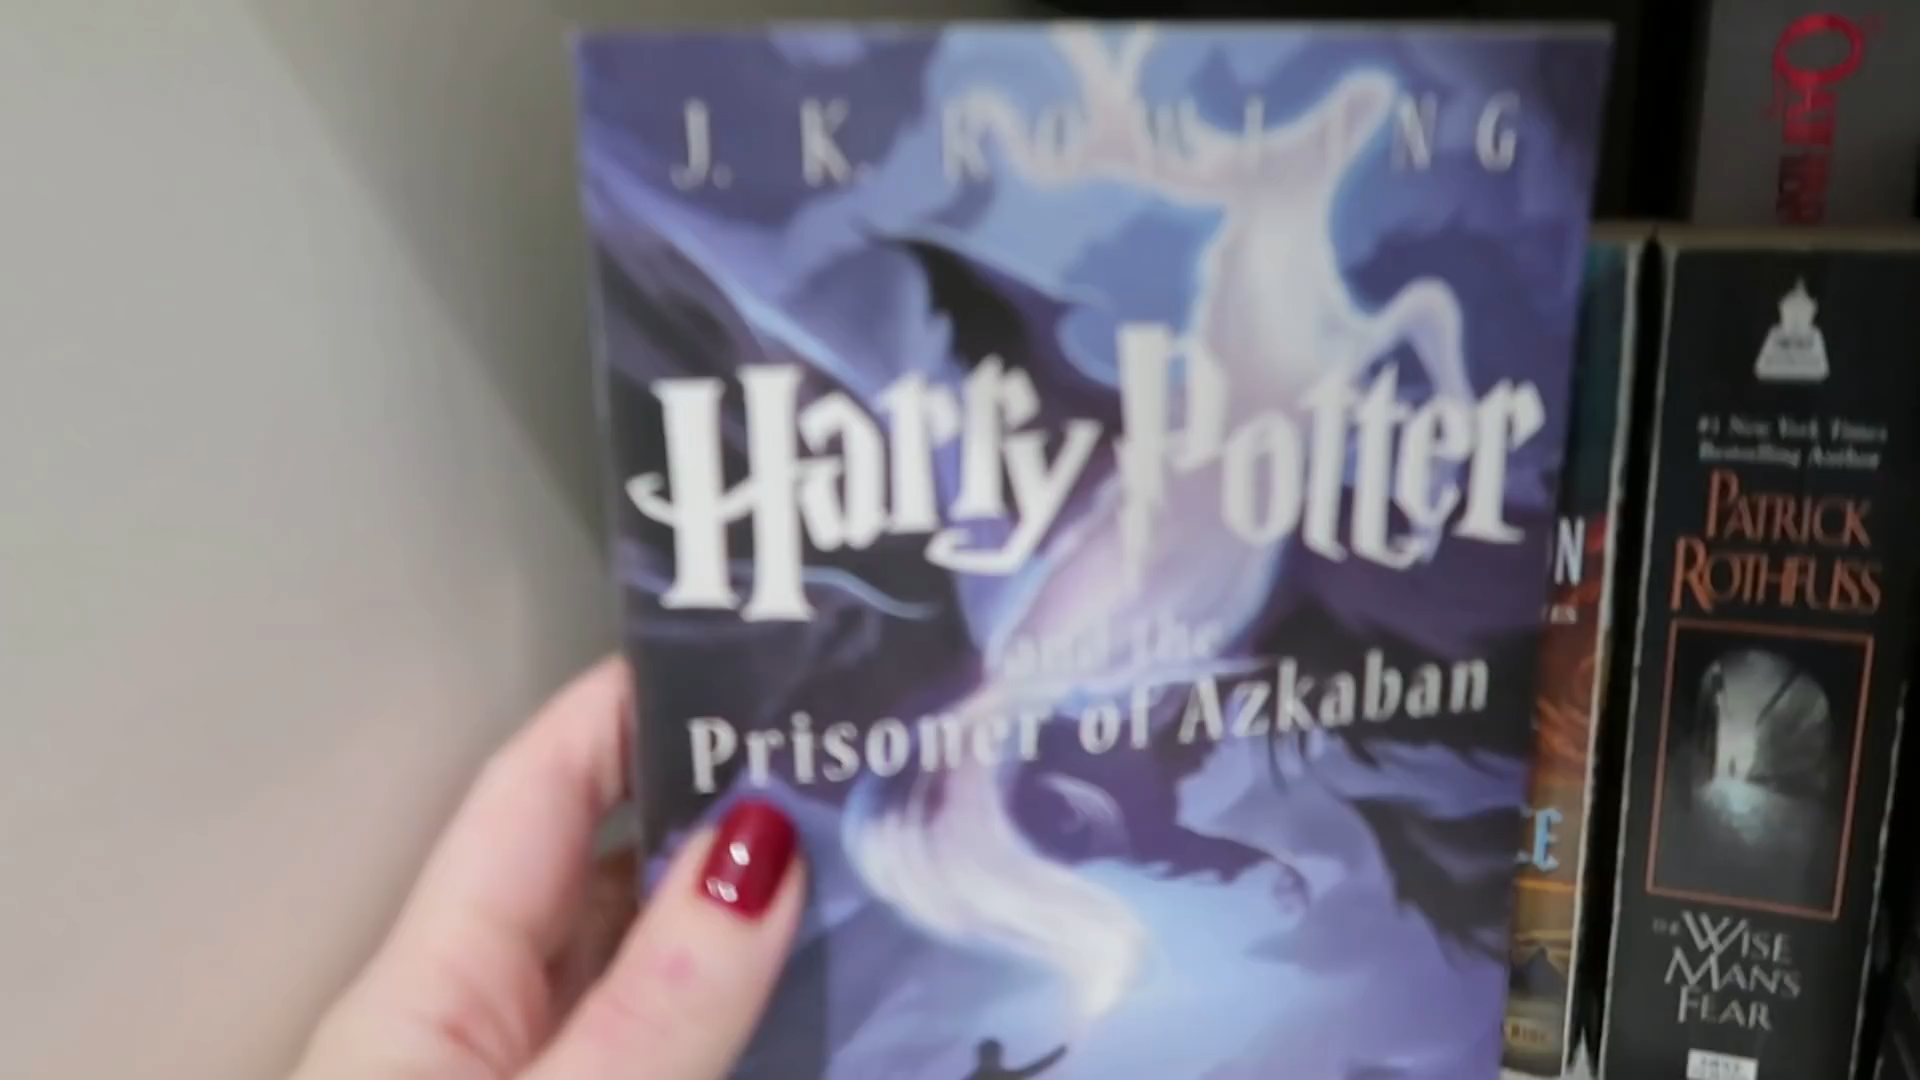 J. K. ROWLING
Harry Potter
and the
Prisoner of Azkaban
#1 New York Times
Bestselling Author
PATRICK
ROTHFUSS
THE WISE
MAN'S
FEAR
N
CE